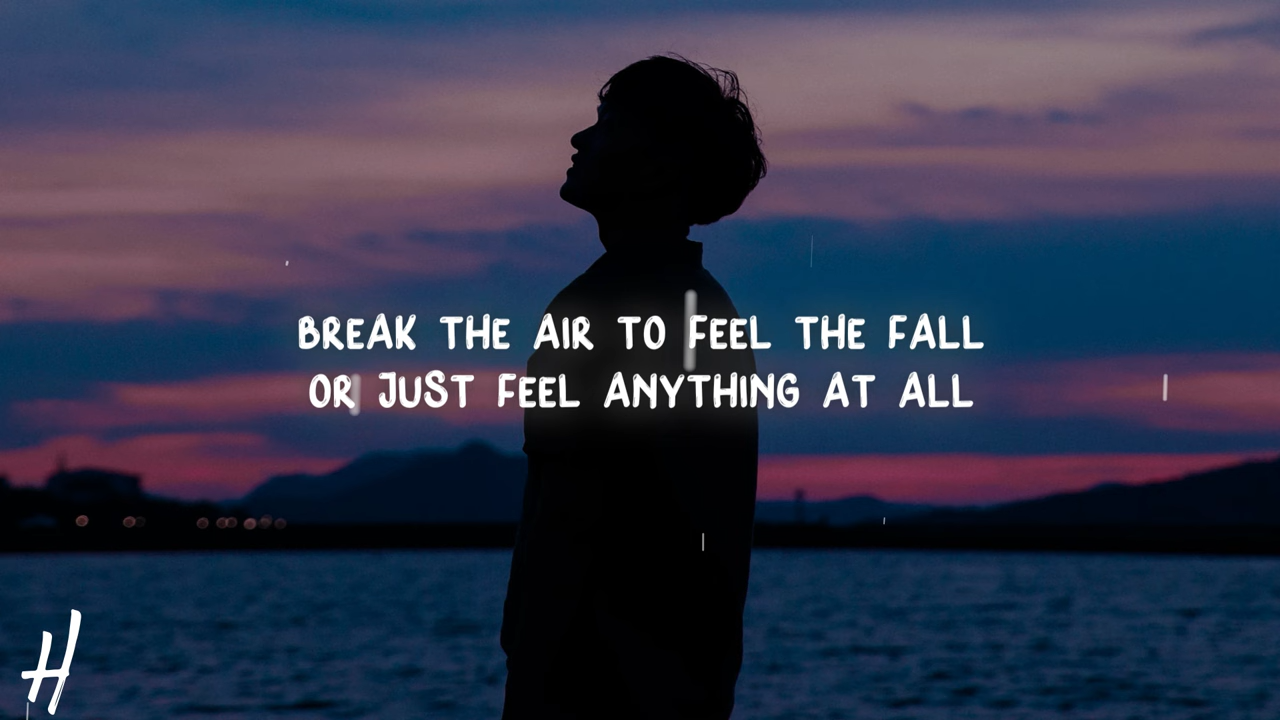 BREAK THE AIR TO FEEL THE FALL
OR JUST FEEL ANYTHING AT ALL
H